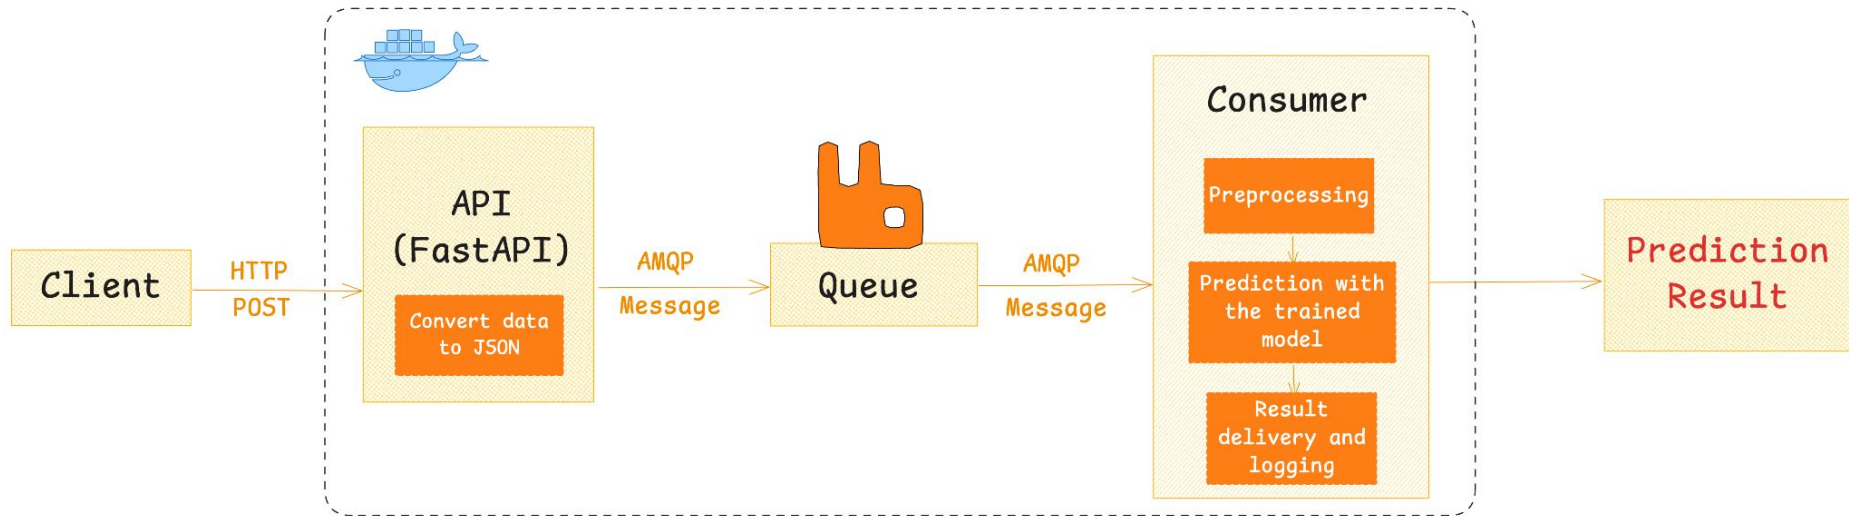 Client
HTTP
POST
API
(FastAPI)
Convert data
to JSON
AMQP
Message
Queue
AMQP
Message
Consumer
Preprocessing
Prediction with
the trained
model
Result
delivery and
logging
Prediction
Result